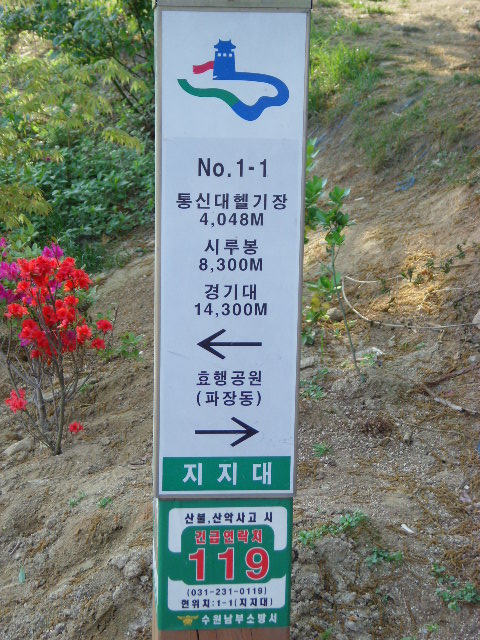 No.1-1
통신대헬기장
4,048M
시루봉
8,300M
경기대
14,300M
효행공원
(파장동)
지지대
산불,산악사고 시
긴급연락처
119
(031-231-0119)
현위치:1-1(지지대)
수원남부소방서